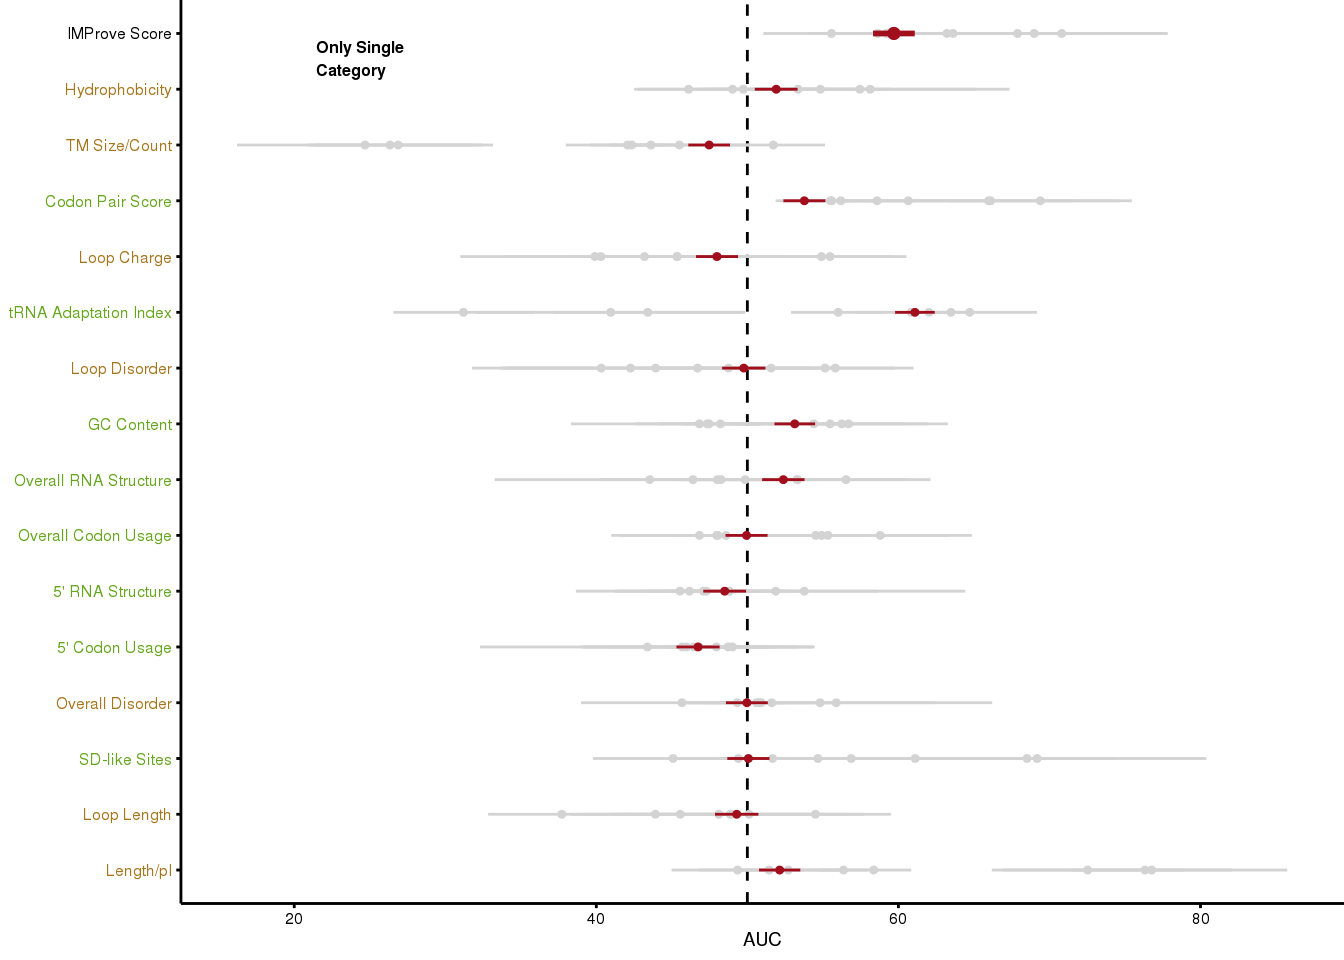 IMProve Score
Only Single
Category
Hydrophobicity
TM Size/Count
Codon Pair Score
Loop Charge
tRNA Adaptation Index
Loop Disorder
GC Content
Overall RNA Structure
Overall Codon Usage
5' RNA Structure
5' Codon Usage
Overall Disorder
SD-like Sites
Loop Length
Length/pI
20 40 60 80
AUC